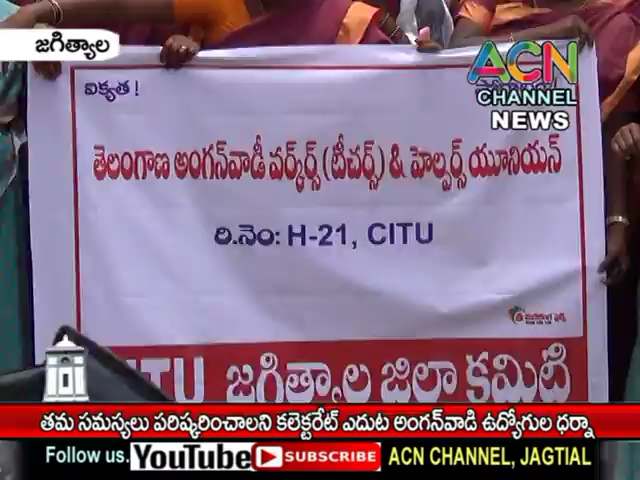 జగిత్యాల
ACN
CHANNEL
NEWS
ఐక్యత !
తెలంగాణ అంగన్‌వాడీ వర్కర్స్ (టీచర్స్) & హెల్పర్స్ యూనియన్
రి.నెం: H-21, CITU
CITU జగిత్యాల జిల్లా కమిటి
తమ సమస్యలు పరిష్కరించాలని కలెక్టరేట్ ఎదుట అంగన్‌వాడి ఉద్యోగుల ధర్నా
Follow us. YouTube SUBSCRIBE ACN CHANNEL, JAGTIAL